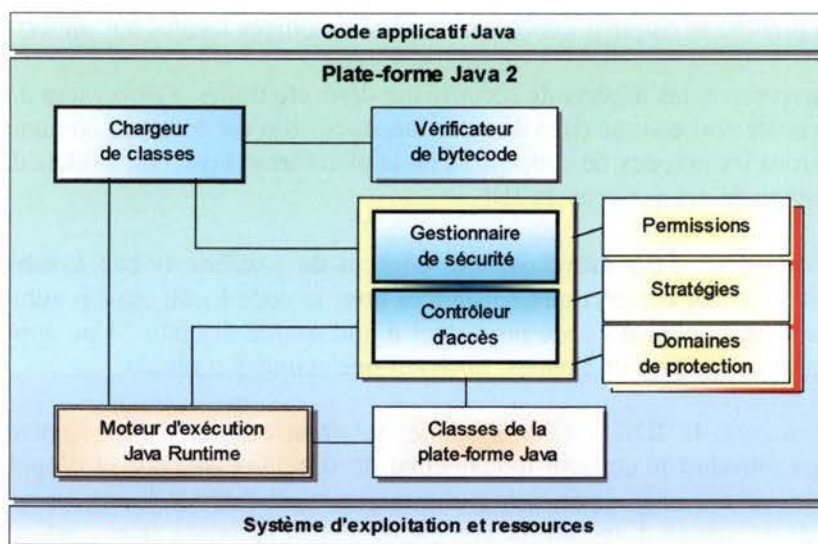 Code applicatif Java
Plate-forme Java 2
Chargeur
de classes
Vérificateur
de bytecode
Gestionnaire
de sécurité
Contrôleur
d'accès
Permissions
Stratégies
Domaines
de protection
Moteur d'exécution
Java Runtime
Classes de la
plate-forme Java
Système d'exploitation et ressources